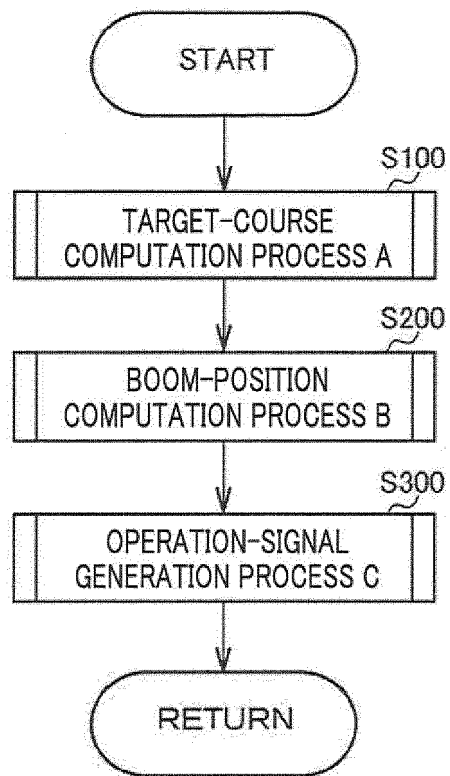 START
S100
TARGET-COURSE
COMPUTATION PROCESS A
S200
BOOM-POSITION
COMPUTATION PROCESS B
S300
OPERATION-SIGNAL
GENERATION PROCESS C
RETURN